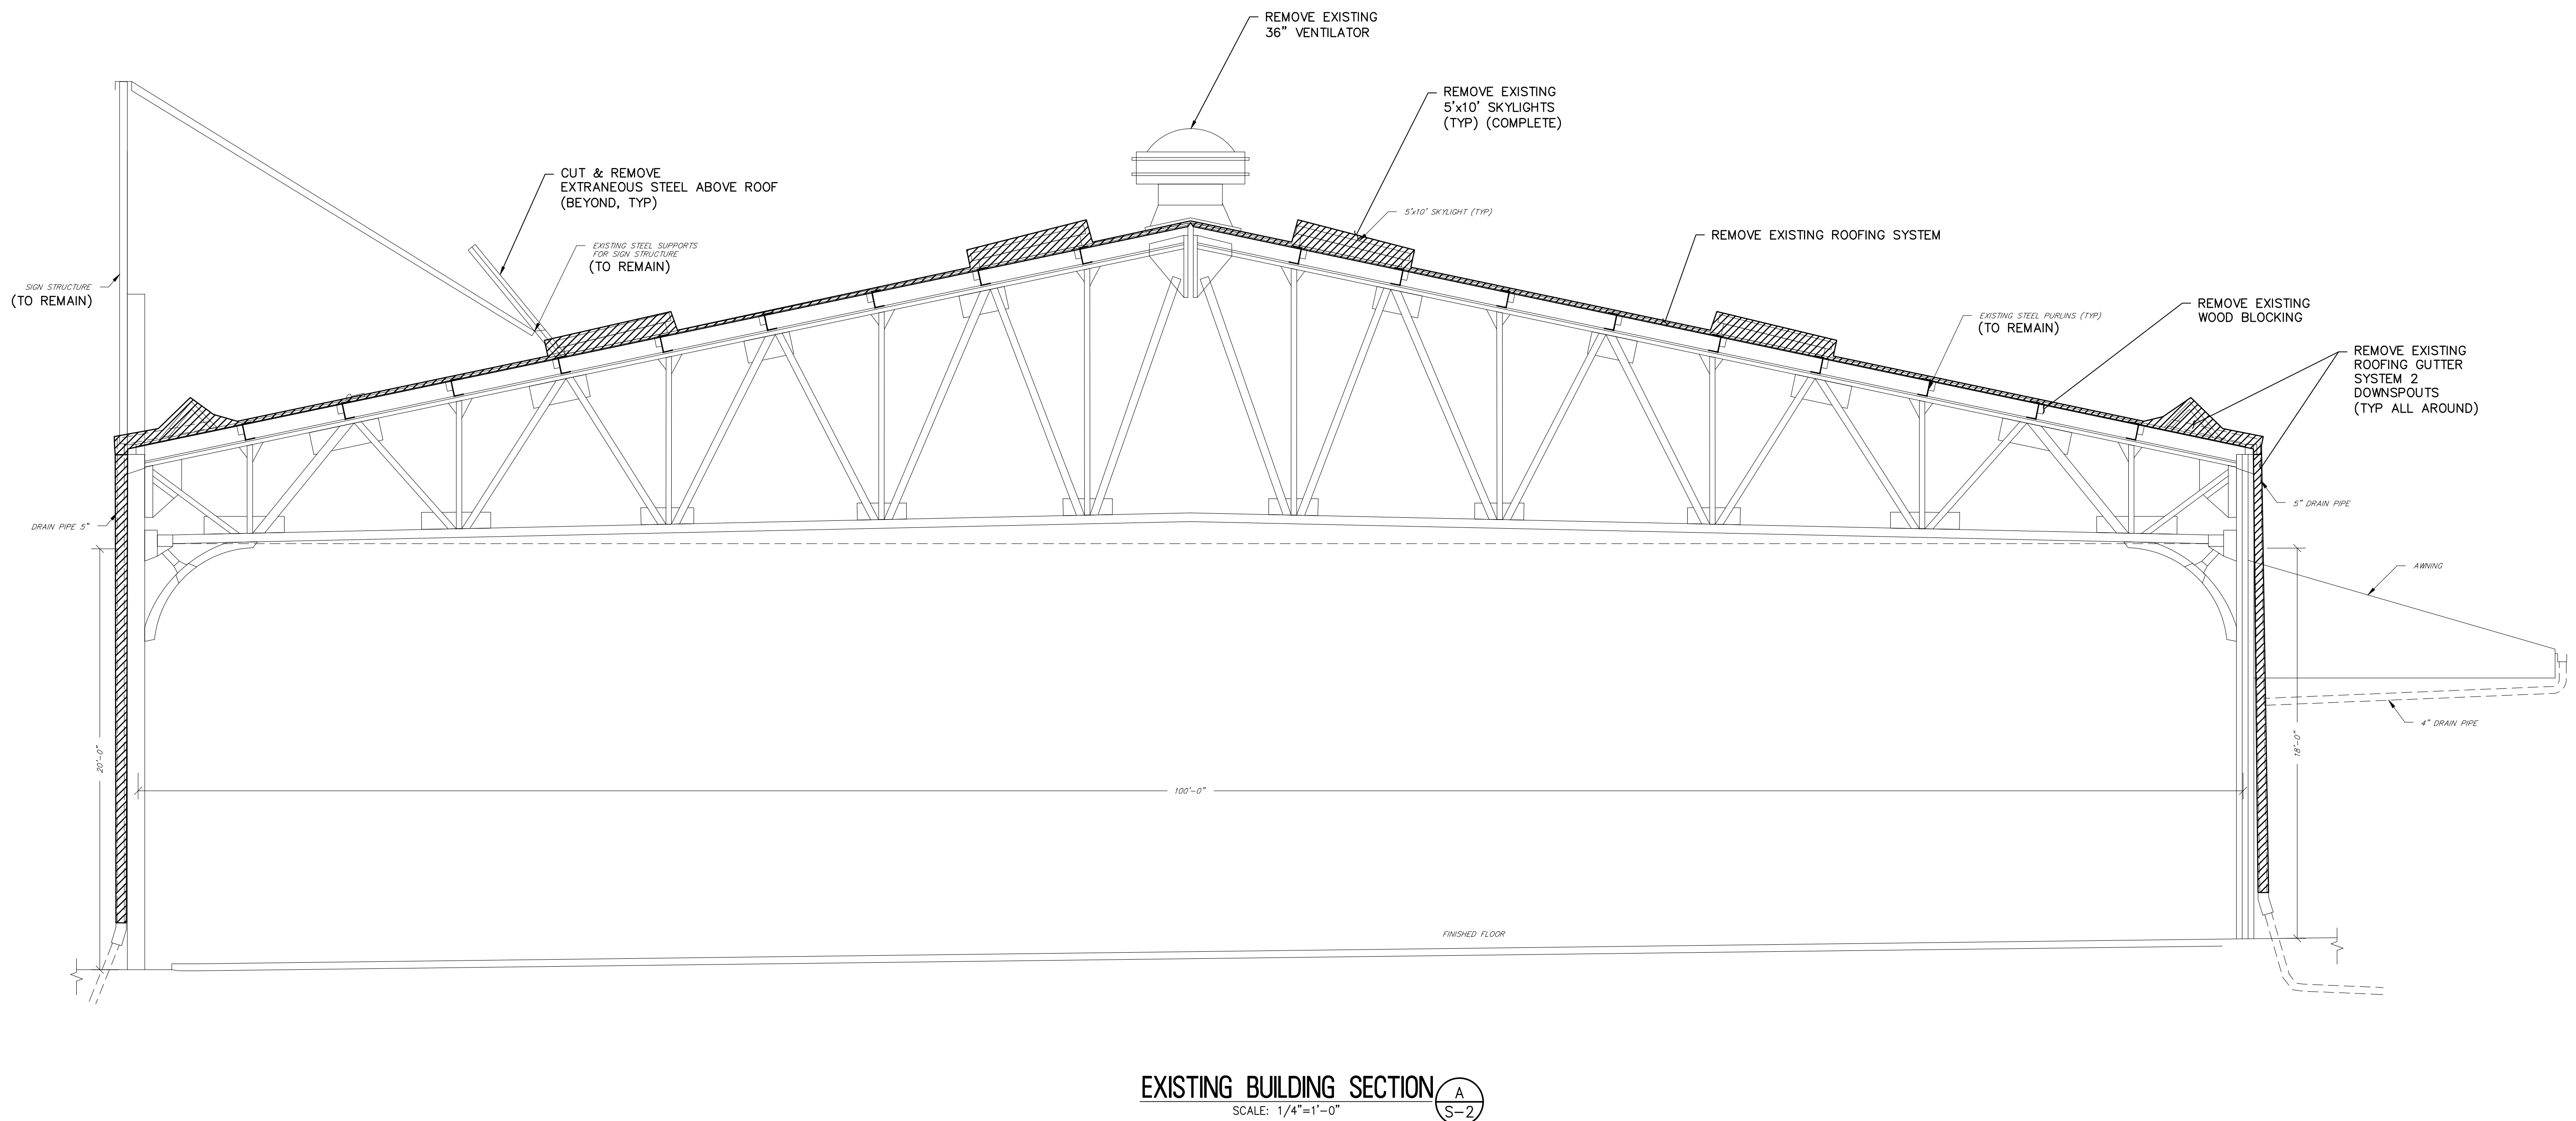 REMOVE EXISTING
36" VENTILATOR
REMOVE EXISTING
5'x10' SKYLIGHTS
(TYP) (COMPLETE)
CUT & REMOVE
EXTRANEOUS STEEL ABOVE ROOF
(BEYOND, TYP)
5'x10' SKYLIGHT (TYP)
REMOVE EXISTING ROOFING SYSTEM
EXISTING STEEL SUPPORTS
FOR SIGN STRUCTURE
(TO REMAIN)
SIGN STRUCTURE
(TO REMAIN)
REMOVE EXISTING
WOOD BLOCKING
EXISTING STEEL PURLINS (TYP)
(TO REMAIN)
REMOVE EXISTING
ROOFING GUTTER
SYSTEM 2
DOWNSPOUTS
(TYP ALL AROUND)
DRAIN PIPE 5"
5" DRAIN PIPE
AWNING
4" DRAIN PIPE
20'-0"
18'-0"
100'-0"
FINISHED FLOOR
EXISTING BUILDING SECTION
SCALE: 1/4"=1'-0"
A
S-2